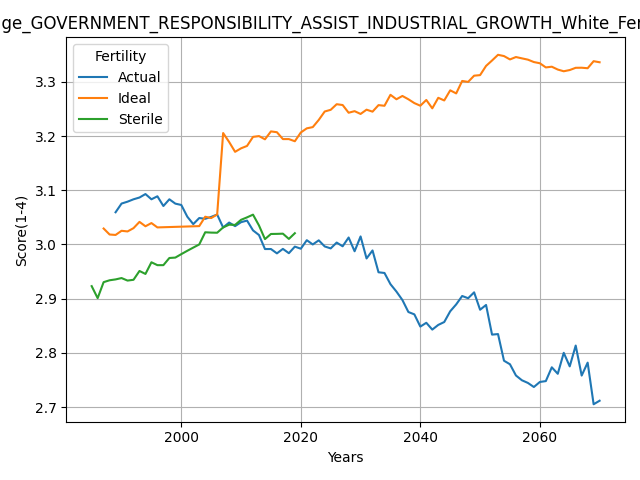 ge_GOVERNMENT_RESPONSIBILITY_ASSIST_INDUSTRIAL_GROWTH_White_Fer
Fertility
Actual
Ideal
Sterile
Score(1-4)
3.3
3.2
3.1
3.0
2.9
2.8
2.7
2000
2020
2040
2060
Years